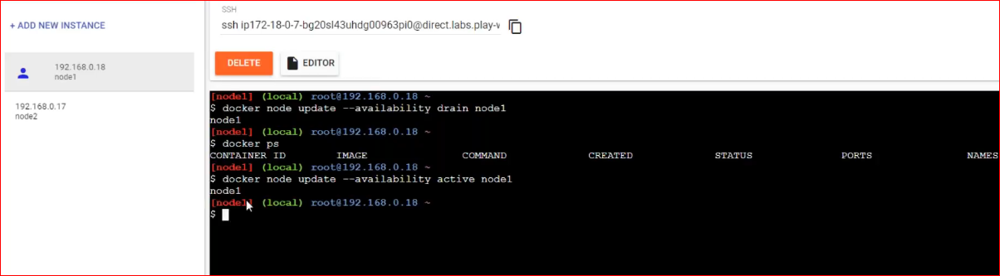 + ADD NEW INSTANCE
192.168.0.18
node1
192.168.0.17
node2
SSH
ssh ip172-18-0-7-bg20sl43uhdg00963pi0@direct.labs.play-w
DELETE
EDITOR
[node1] (local) root@192.168.0.18 ~
$ docker node update --availability drain node1
node1
[node1] (local) root@192.168.0.18 ~
$ docker ps
CONTAINER ID IMAGE COMMAND CREATED STATUS PORTS NAMES
[node1] (local) root@192.168.0.18 ~
$ docker node update --availability active node1
node1
[node1] (local) root@192.168.0.18 ~
$